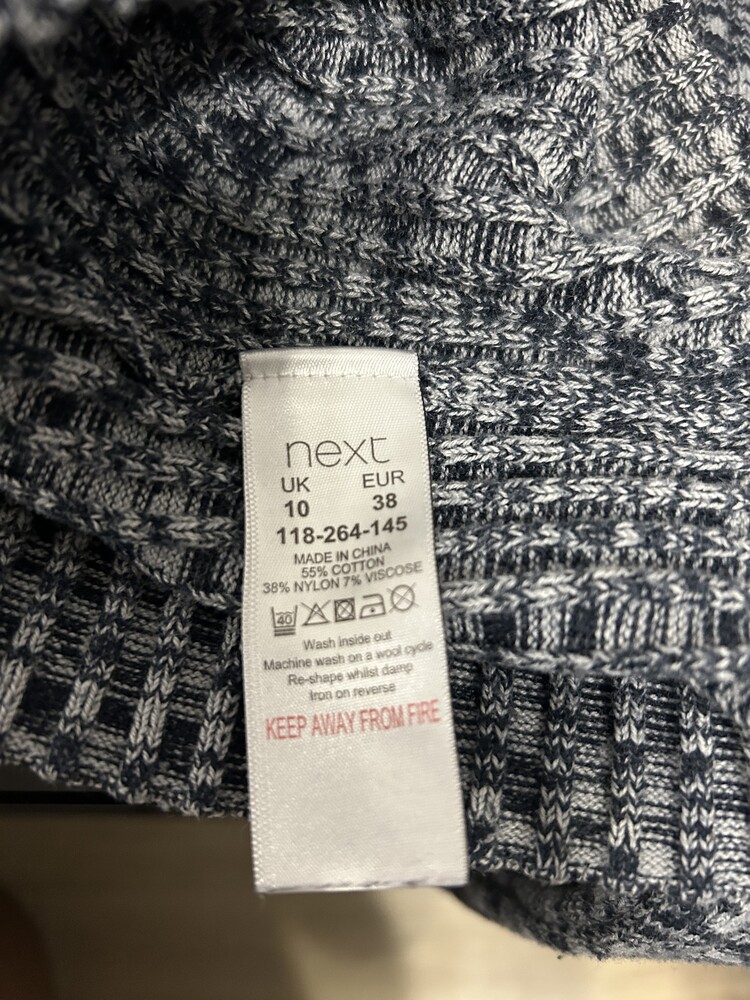 next
UK EUR
10 38
118-264-145
MADE IN CHINA
55% COTTON
38% NYLON 7% VISCOSE
40
Wash inside out
Machine wash on a wool cycle
Re-shape whilst damp
Iron on reverse
KEEP AWAY FROM FIRE